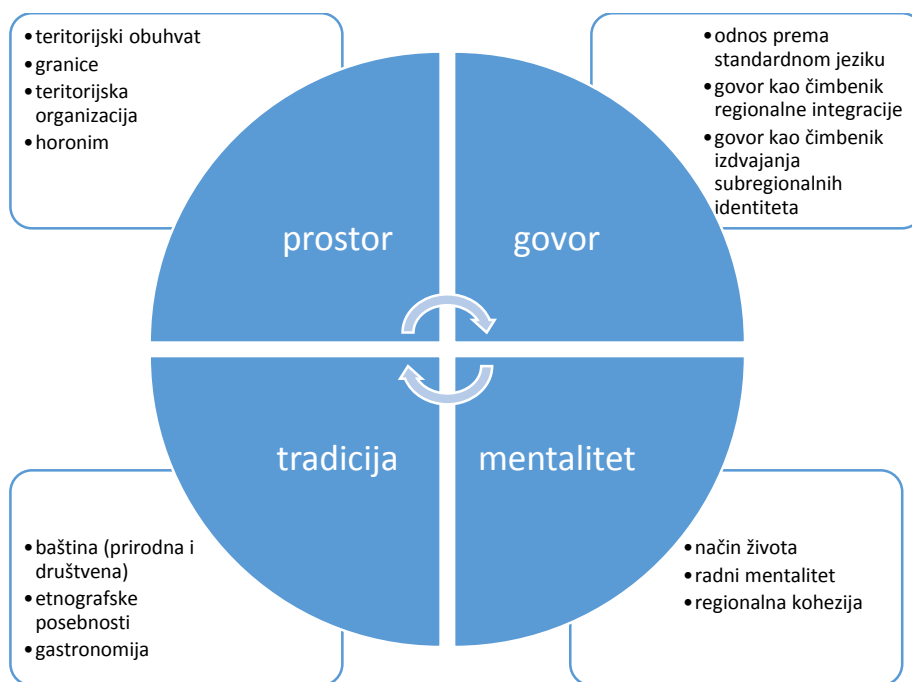 •teritorijski obuhvat
•granice
•teritorijska
organizacija
•horonim
•odnos prema
standardnom jeziku
•govor kao čimbenik
regionalne integracije
•govor kao čimbenik
izdvajanja
subregionalnih
identiteta
prostor
govor
tradicija
mentalitet
•baština (prirodna i
društvena)
•etnografske
posebnosti
•gastronomija
•način života
•radni mentalitet
•regionalna kohezija